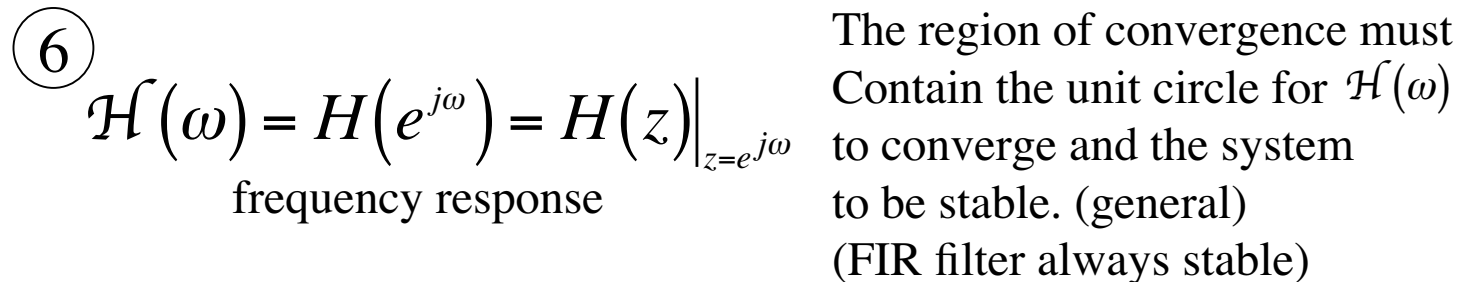 6
ℋ(ω) = H(e^{jω}) = H(z)|_{z=e^{jω}}
frequency response
The region of convergence must
Contain the unit circle for ℋ(ω)
to converge and the system
to be stable. (general)
(FIR filter always stable)